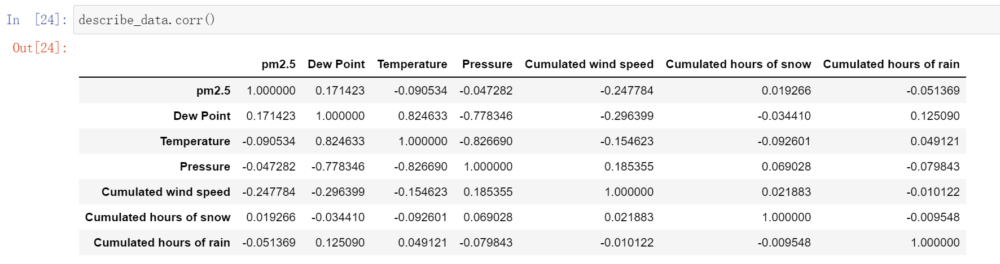 In [24]: describe_data.corr()
Out[24]:
pm2.5 Dew Point Temperature Pressure Cumulated wind speed Cumulated hours of snow Cumulated hours of rain
pm2.5 1.000000 0.171423 -0.090534 -0.047282 -0.247784 0.019266 -0.051369
Dew Point 0.171423 1.000000 0.824633 -0.778346 -0.296399 -0.034410 0.125090
Temperature -0.090534 0.824633 1.000000 -0.826690 -0.154623 -0.092601 0.049121
Pressure -0.047282 -0.778346 -0.826690 1.000000 0.185355 0.069028 -0.079843
Cumulated wind speed -0.247784 -0.296399 -0.154623 0.185355 1.000000 0.021883 -0.010122
Cumulated hours of snow 0.019266 -0.034410 -0.092601 0.069028 0.021883 1.000000 -0.009548
Cumulated hours of rain -0.051369 0.125090 0.049121 -0.079843 -0.010122 -0.009548 1.000000